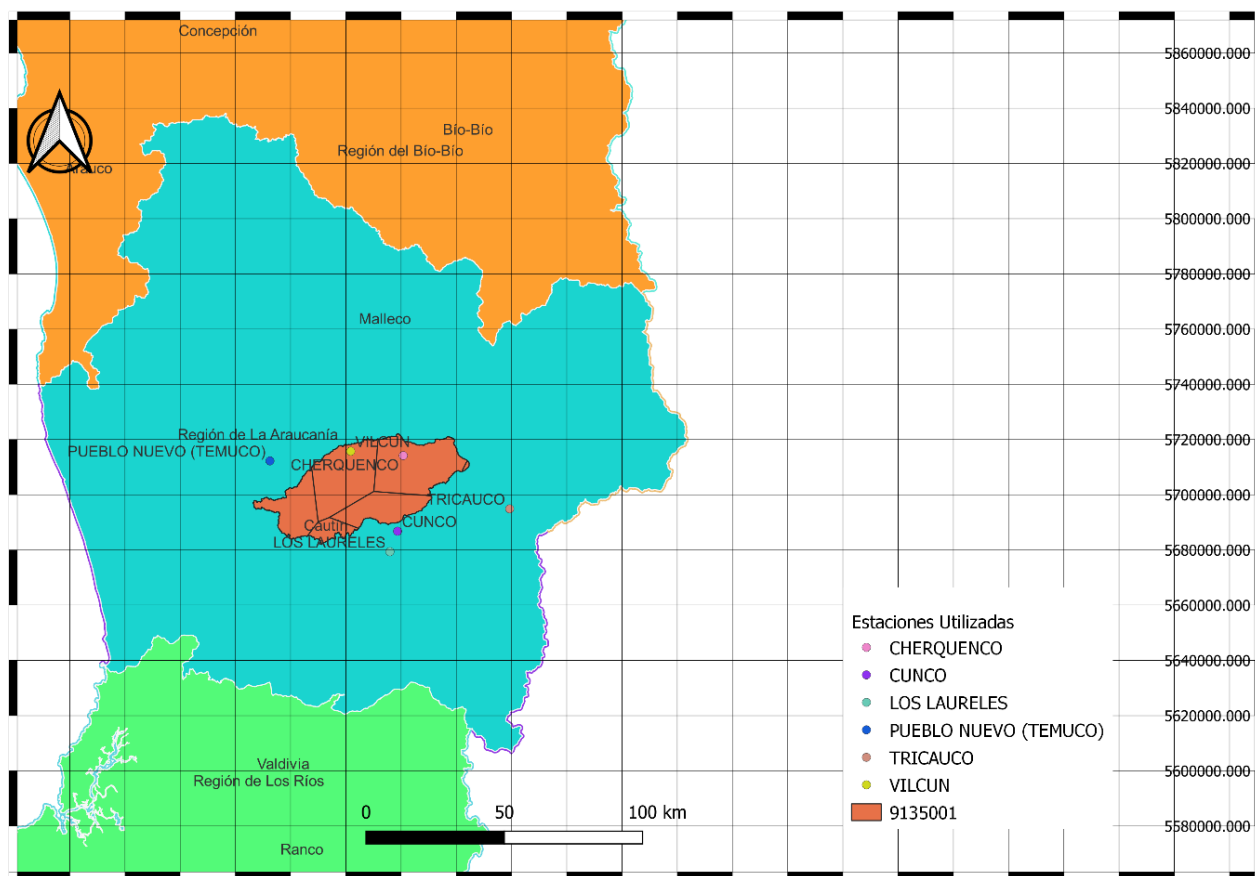 Concepción
5860000.000
5840000.000
Bío-Bío
Región del Bío-Bío
5820000.000
Arauco
5800000.000
5780000.000
Malleco
5760000.000
5740000.000
Región de La Araucanía
5720000.000
VILCUN
PUEBLO NUEVO (TEMUCO)
CHERQUENCO
TRICAUCO
5700000.000
Cautín
CUNCO
LOS LAURELES
5680000.000
5660000.000
5640000.000
5620000.000
5600000.000
5580000.000
Valdivia
Región de Los Ríos
Ranco
0 50 100 km
Estaciones Utilizadas
CHERQUENCO
CUNCO
LOS LAURELES
PUEBLO NUEVO (TEMUCO)
TRICAUCO
VILCUN
9135001